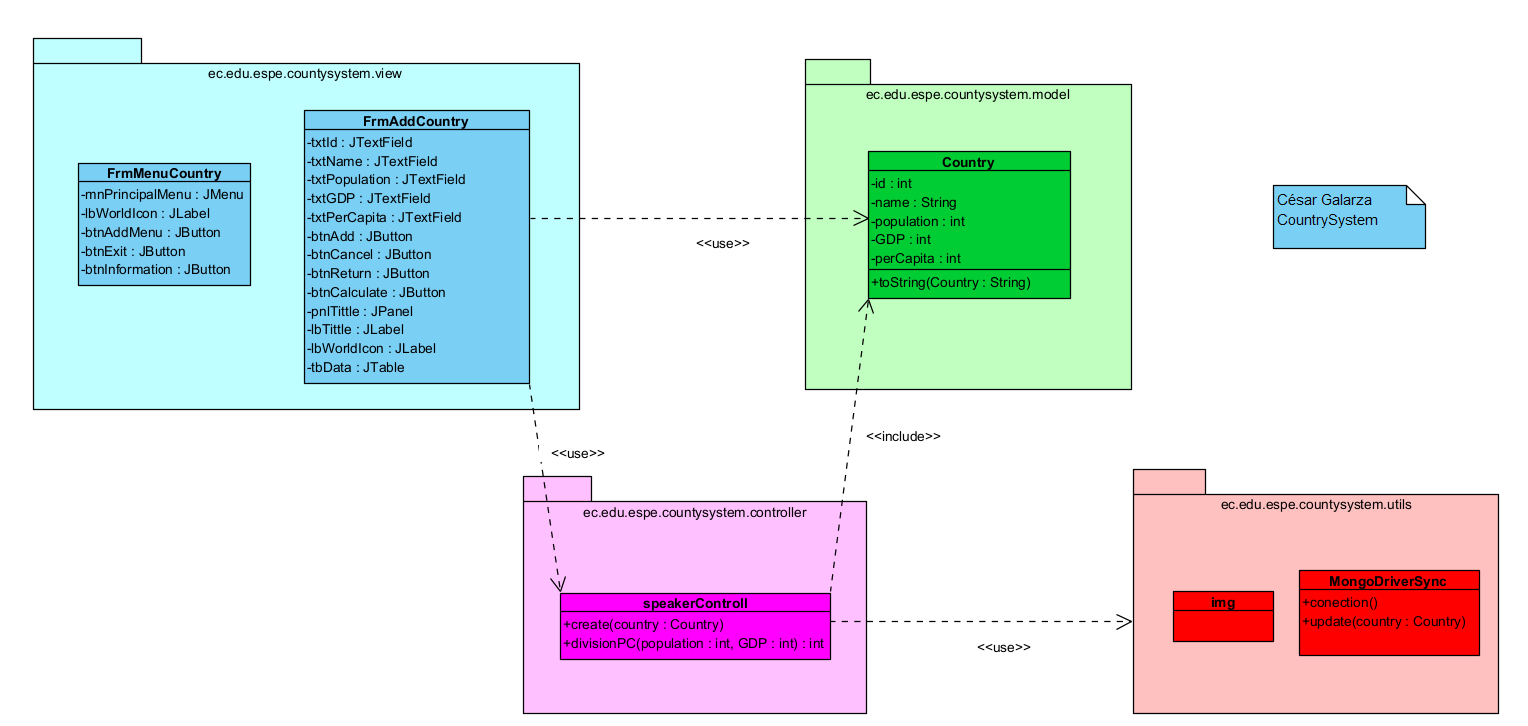 ec.edu.espe.countysystem.view
FrmMenuCountry
-mnPrincipalMenu : JMenu
-lbWorldIcon : JLabel
-btnAddMenu : JButton
-btnExit : JButton
-btnInformation : JButton
FrmAddCountry
-txtId : JTextField
-txtName : JTextField
-txtPopulation : JTextField
-txtGDP : JTextField
-txtPerCapita : JTextField
-btnAdd : JButton
-btnCancel : JButton
-btnReturn : JButton
-btnCalculate : JButton
-pnlTittle : JPanel
-lbTittle : JLabel
-lbWorldIcon : JLabel
-tbData : JTable
<<use>>
ec.edu.espe.countysystem.model
Country
-id : int
-name : String
-population : int
-GDP : int
-perCapita : int
+toString(Country : String)
César Galarza
CountrySystem
<<use>>
<<include>>
ec.edu.espe.countysystem.controller
speakerControll
+create(country : Country)
+divisionPC(population : int, GDP : int) : int
<<use>>
ec.edu.espe.countysystem.utils
img
MongoDriverSync
+conection()
+update(country : Country)